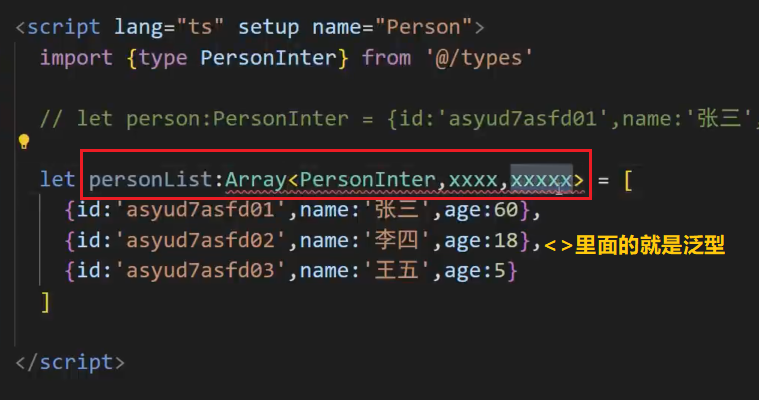 <script lang="ts" setup name="Person">
import {type PersonInter} from '@/types'
// let person:PersonInter = {id:'asyud7asfd01',name:'张三',
let personList:Array<PersonInter,xxxx,xxxxx> = [
{id:'asyud7asfd01',name:'张三',age:60},
{id:'asyud7asfd02',name:'李四',age:18},<>里面的就是泛型
{id:'asyud7asfd03',name:'王五',age:5}
]
</script>